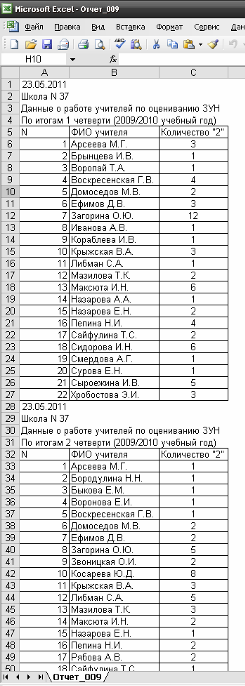 Microsoft Excel - Отчет_009
Файл Правка Вид Вставка Формат Сервис Данные
H10 fx
A B C
1 23.05.2011
2 Школа N 37
3 Данные о работе учителей по оцениванию ЗУН
4 По итогам 1 четверти (2009/2010 учебный год)
5 N ФИО учителя Количество "2"
6 1 Арсеева М.Г. 3
7 2 Брынцева И.В. 1
8 3 Воропай Т.А. 1
9 4 Воскресенская Г.В. 4
10 5 Домоседов М.В. 2
11 6 Ефимов Д.В. 3
12 7 Загорина О.Ю. 12
13 8 Иванова А.В. 1
14 9 Кораблева И.В. 1
15 10 Крыжская В.А. 3
16 11 Либман С.А. 1
17 12 Мазилова Т.К. 2
18 13 Максюта И.Н. 6
19 14 Назарова А.А. 1
20 15 Назарова Е.Н. 2
21 16 Пепина Н.И. 4
22 17 Сайфулина Т.С. 2
23 18 Сидорова И.Н. 6
24 19 Смердова А.Г. 1
25 20 Сурова Е.Н. 1
26 21 Сыроежина И.В. 5
27 22 Хробостова Э.И. 3
28 23.05.2011
29 Школа N 37
30 Данные о работе учителей по оцениванию ЗУН
31 По итогам 2 четверти (2009/2010 учебный год)
32 N ФИО учителя Количество "2"
33 1 Арсеева М.Г. 1
34 2 Бородулина Н.Н. 1
35 3 Быкова Е.М. 1
36 4 Воронова Е.И. 1
37 5 Воскресенская Г.В. 1
38 6 Домоседов М.В. 2
39 7 Ефимов Д.В. 2
40 8 Загорина О.Ю. 5
41 9 Звоницкая О.И. 2
42 10 Косарева Ю.Д. 8
43 11 Крыжская В.А. 1
44 12 Либман С.А. 5
45 13 Мазилова Т.К. 3
46 14 Максюта И.Н. 2
47 15 Назарова Е.Н. 1
48 16 Пепина Н.И. 2
49 17 Рябова А.В. 2
50 18 Сайфулина Т.С. 2
Отчет_009